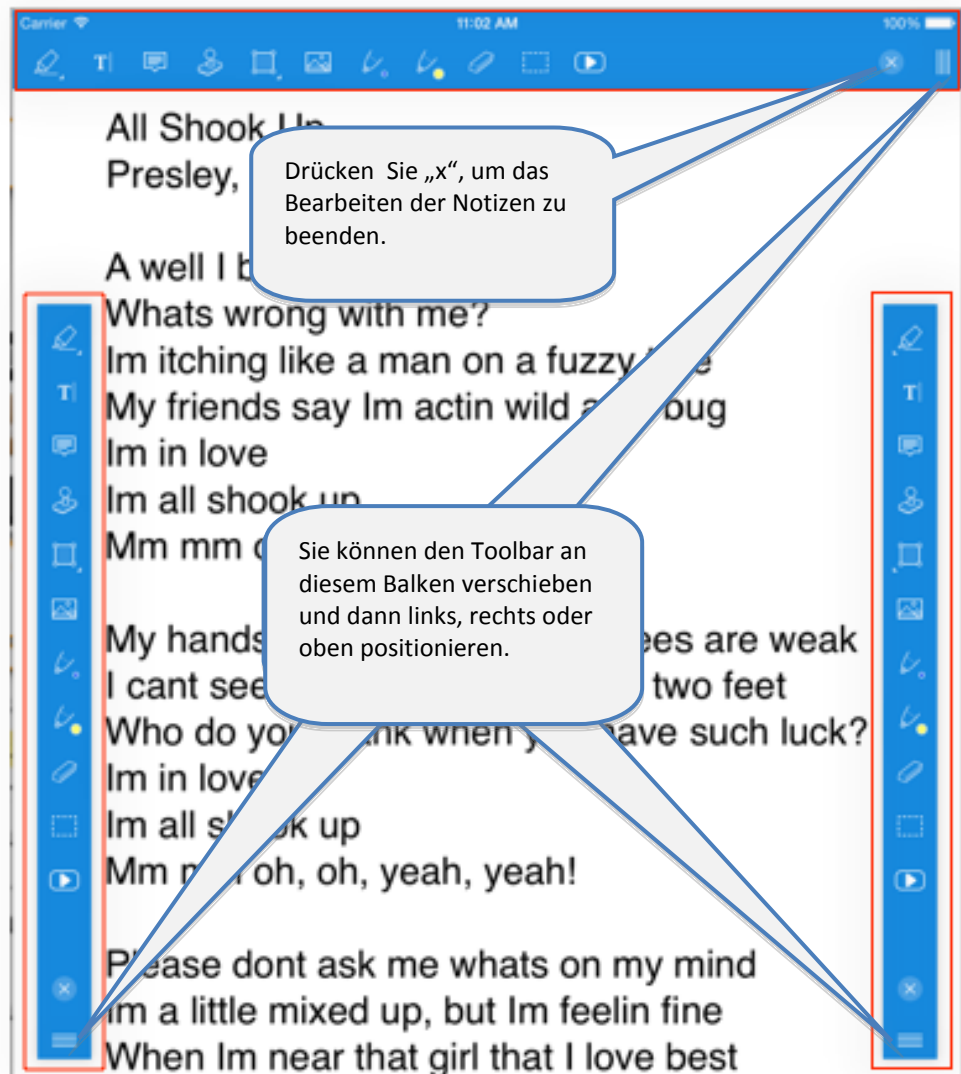 Carrier 11:02 AM 100%
T|
All Shook Up
Presley,
Drücken Sie „x“, um das
Bearbeiten der Notizen zu
beenden.
A well I
Whats wrong with me?
Im itching like a man on a fuzzy
My friends say Im actin wild bug
Im in love
Im all shook up
Mm mm
T|
T|
Sie können den Toolbar an
diesem Balken verschieben
und dann links, rechts oder
oben positionieren.
My hands are weak
I cant see two feet
Who do when have such luck?
Im in love
Im all up
Mm oh, oh, yeah, yeah!
Please dont ask me whats on my mind
Im a little mixed up, but Im feelin fine
When Im near that girl that I love best